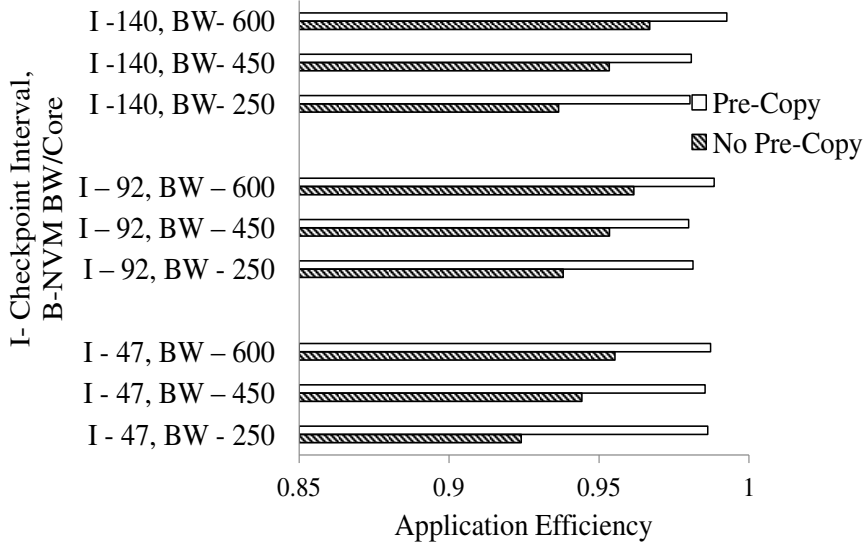 I- Checkpoint Interval,
B-NVM BW/Core
I -140, BW- 600
I -140, BW- 450
I -140, BW- 250
I – 92, BW – 600
I – 92, BW – 450
I – 92, BW - 250
I - 47, BW – 600
I - 47, BW – 450
I - 47, BW - 250
Pre-Copy
No Pre-Copy
0.85 0.9 0.95 1
Application Efficiency